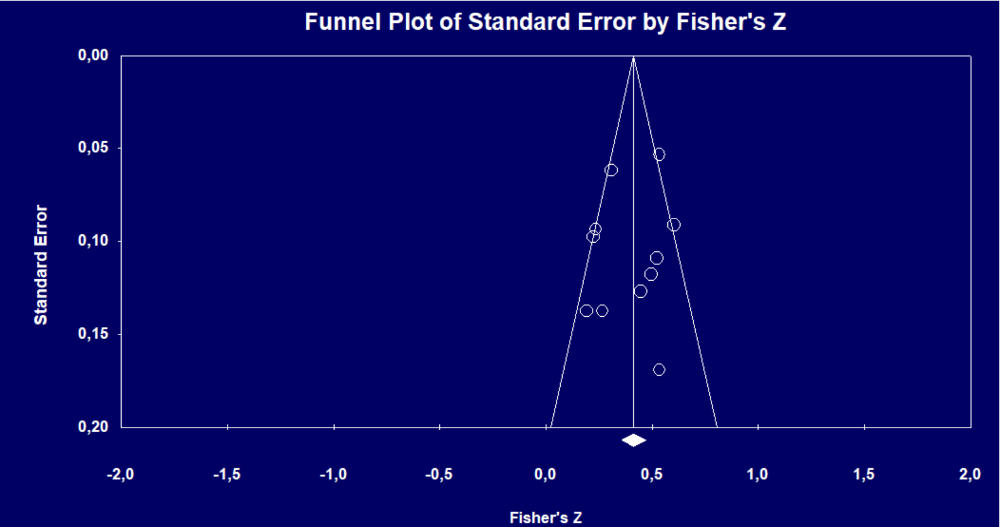 Funnel Plot of Standard Error by Fisher's Z
0,00
0,05
0,10
0,15
0,20
Standard Error
-2,0 -1,5 -1,0 -0,5 0,0 0,5 1,0 1,5 2,0
Fisher's Z